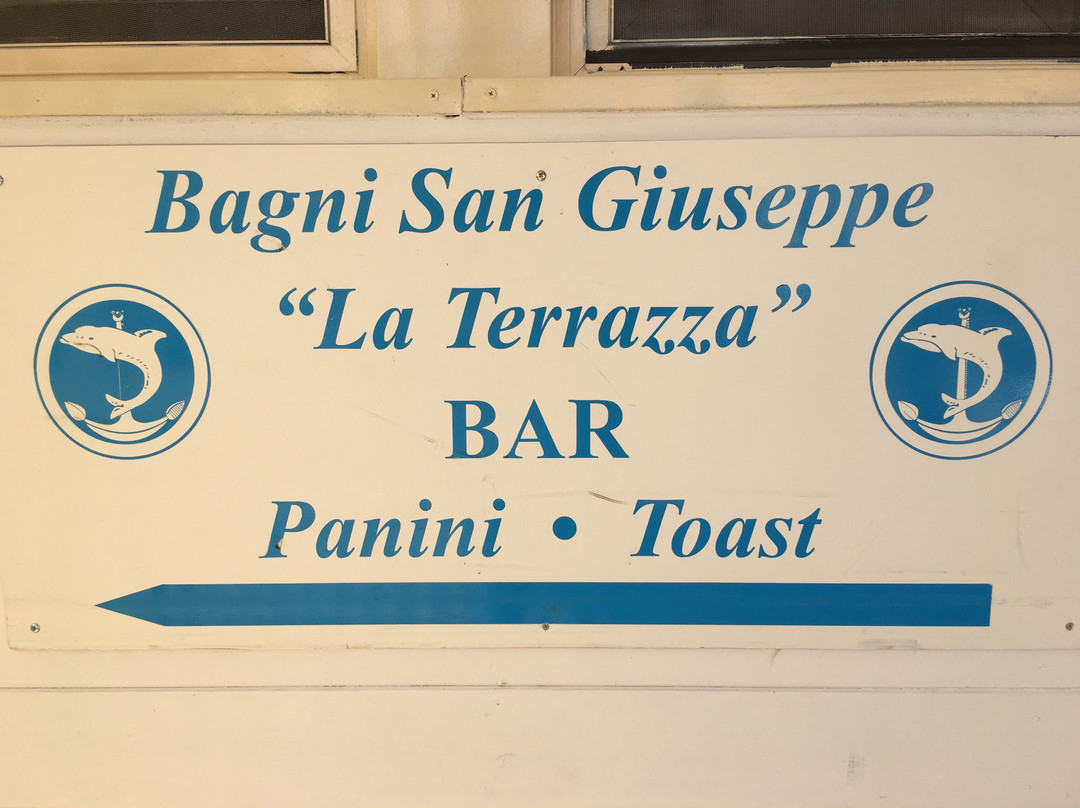 Bagni San Giuseppe
“La Terrazza”
BAR
Panini • Toast